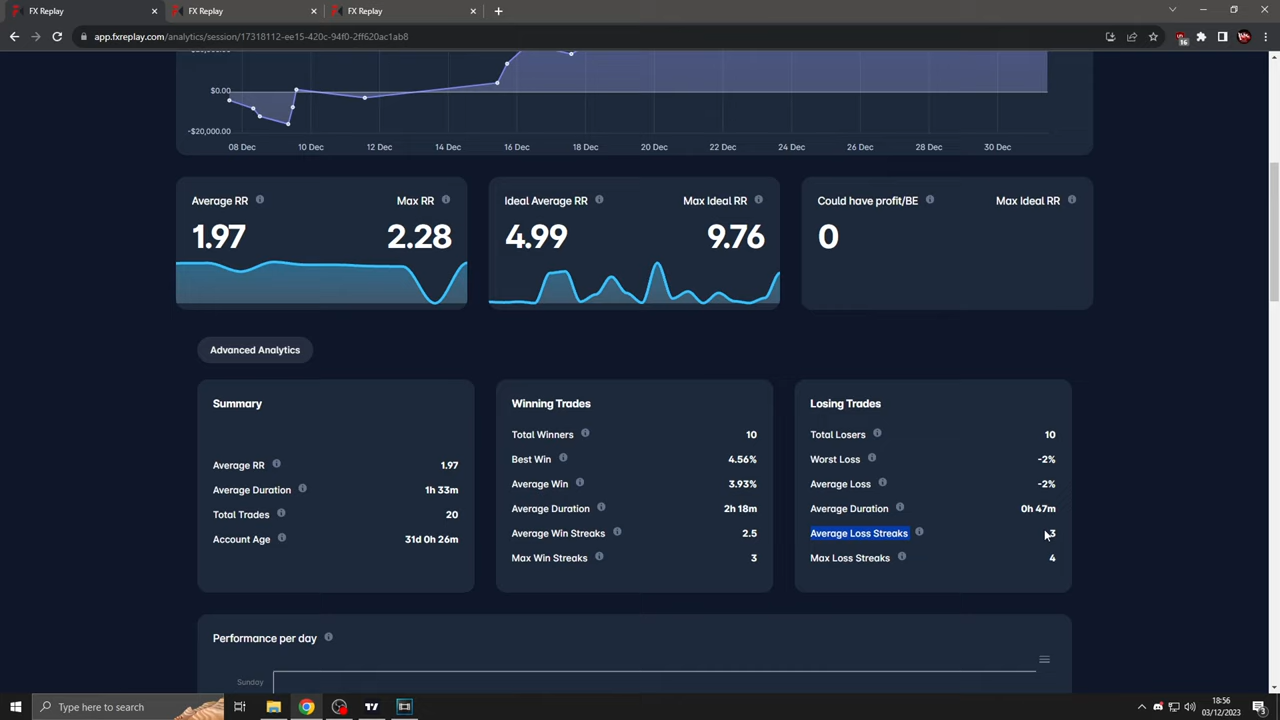 FX Replay
FX Replay
FX Replay
app.fxreplay.com/analytics/session/17318112-ee15-420c-94f0-2ff620ac1ab8
16
$0.00
-$20,000.00
08 Dec 10 Dec 12 Dec 14 Dec 16 Dec 18 Dec 20 Dec 22 Dec 24 Dec 26 Dec 28 Dec 30 Dec
Average RR Max RR
1.97 2.28
Ideal Average RR Max Ideal RR
4.99 9.76
Could have profit/BE Max Ideal RR
0
Advanced Analytics
Summary
Average RR 1.97
Average Duration 1h 33m
Total Trades 20
Account Age 31d 0h 26m
Winning Trades
Total Winners 10
Best Win 4.56%
Average Win 3.93%
Average Duration 2h 18m
Average Win Streaks 2.5
Max Win Streaks 3
Losing Trades
Total Losers 10
Worst Loss -2%
Average Loss -2%
Average Duration 0h 47m
Average Loss Streaks 3
Max Loss Streaks 4
Performance per day
Sunday
Type here to search
18:56
03/12/2023